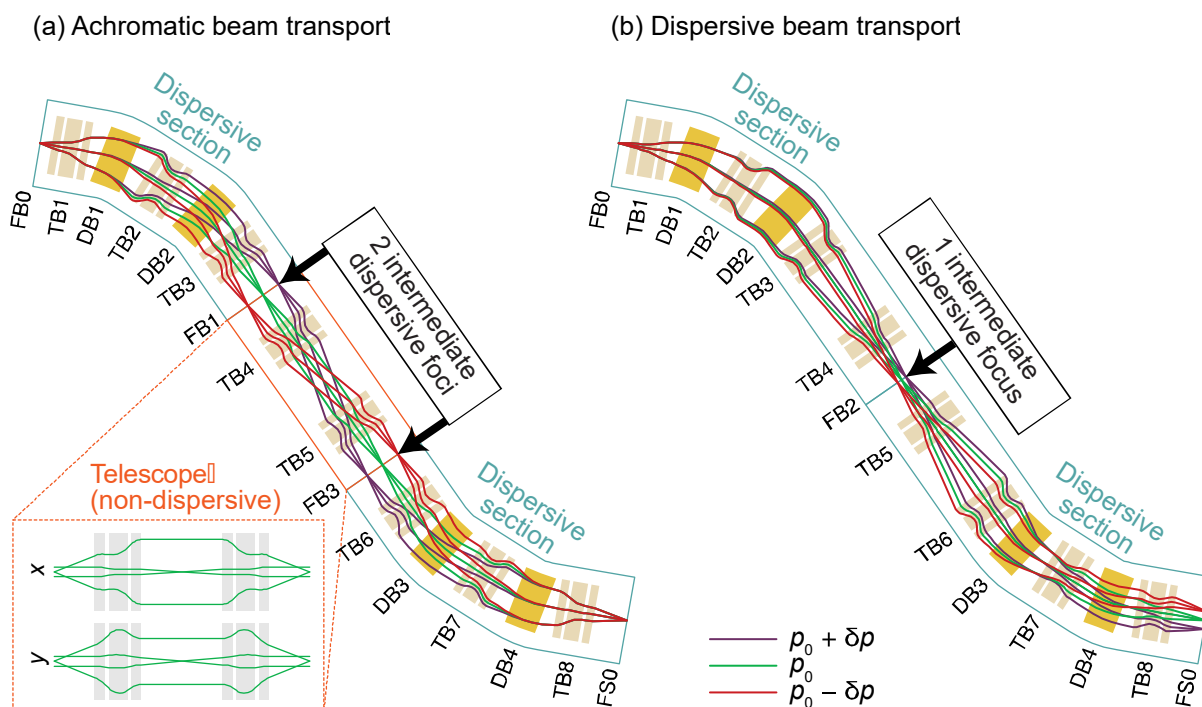 (a) Achromatic beam transport
(b) Dispersive beam transport
Dispersive
section
FB0
TB1
DB1
TB2
DB2
TB3
FB1
TB4
TB5
FB3
TB6
DB3
TB7
DB4
TB8
FS0
2 intermediate
dispersive foci
Dispersive
section
Telescope▯
(non-dispersive)
x
y
Dispersive
section
FB0
TB1
DB1
TB2
DB2
TB3
TB4
FB2
TB5
TB6
DB3
TB7
DB4
TB8
FS0
1 intermediate
dispersive focus
Dispersive
section
p₀ + δp
p₀
p₀ − δp